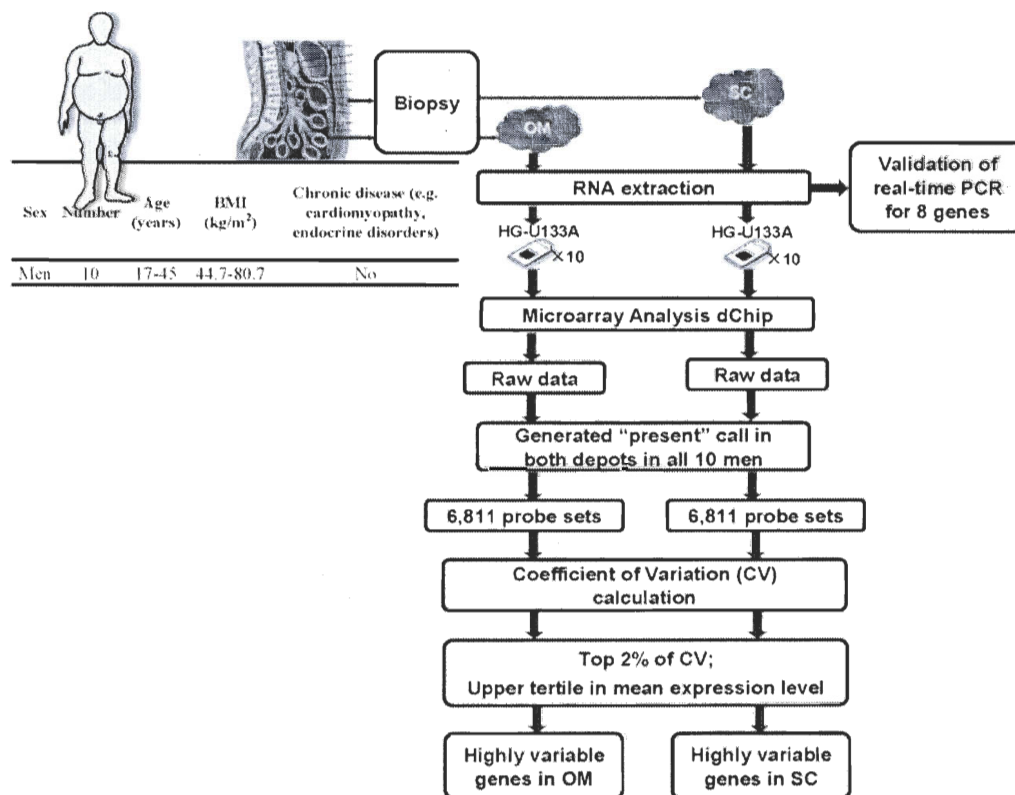 Biopsy
SC
OM
RNA extraction
Validation of
real-time PCR
for 8 genes
Sex Number Age
(years) BMI
(kg/m²) Chronic disease (e.g.
cardiomyopathy,
endocrine disorders)
Men 10 17-45 44.7-80.7 No
HG-U133A
×10
HG-U133A
×10
Microarray Analysis dChip
Raw data
Raw data
Generated “present” call in
both depots in all 10 men
6,811 probe sets
6,811 probe sets
Coefficient of Variation (CV)
calculation
Top 2% of CV;
Upper tertile in mean expression level
Highly variable
genes in OM
Highly variable
genes in SC